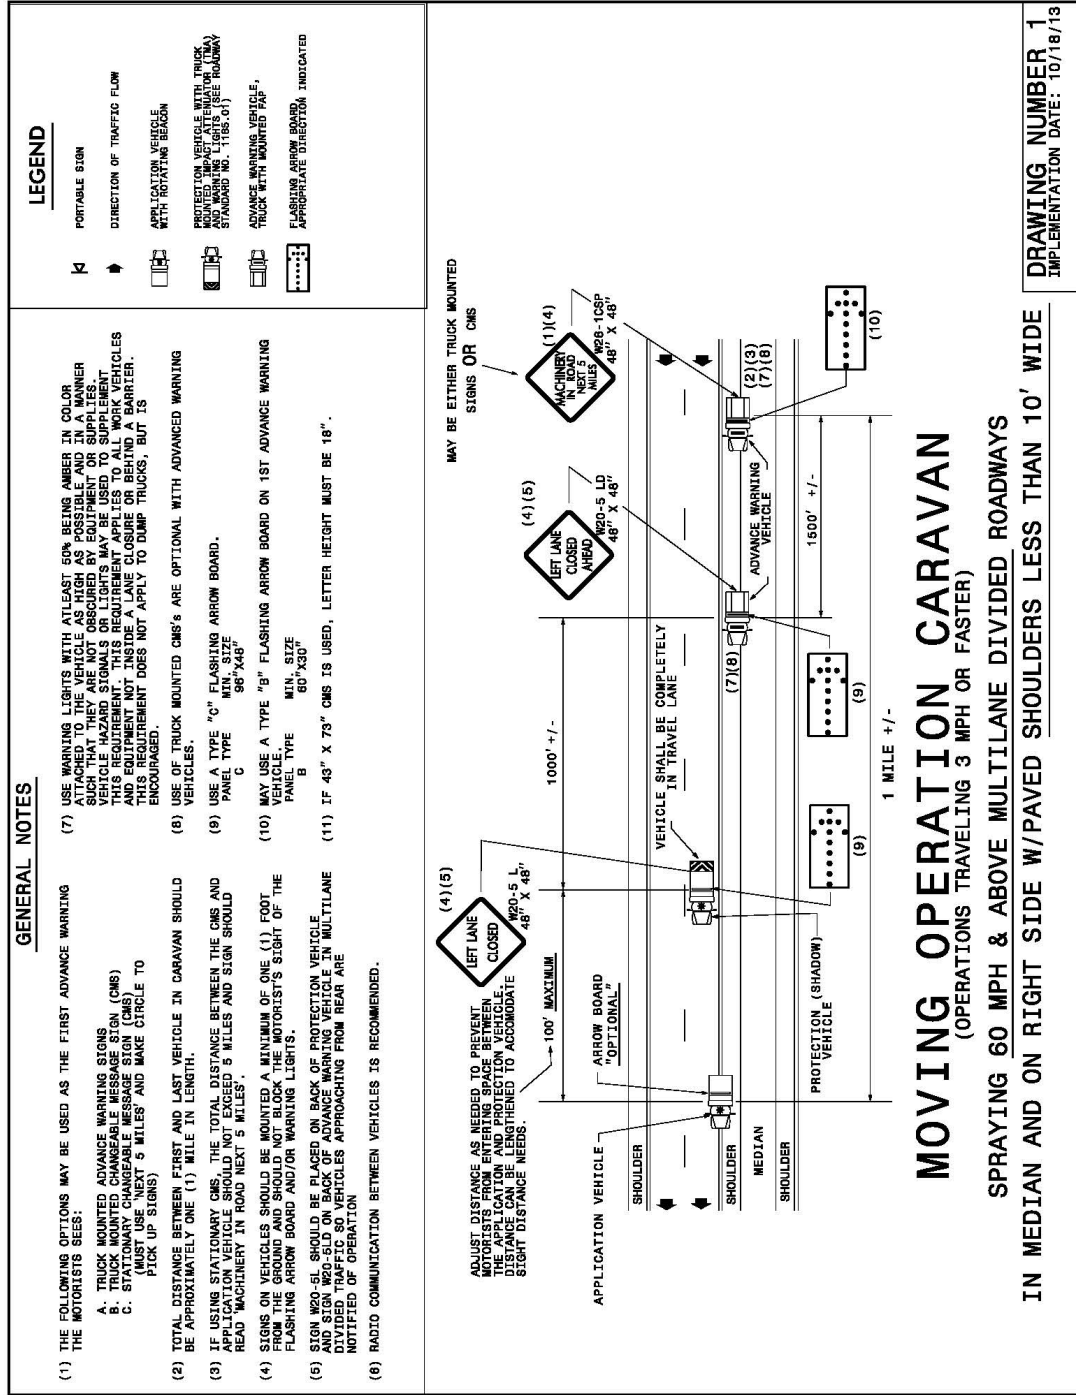 GENERAL NOTES
(1) THE FOLLOWING OPTIONS MAY BE USED AS THE FIRST ADVANCE WARNING
THE MOTORISTS SEES:
A. TRUCK MOUNTED ADVANCE WARNING SIGNS
B. TRUCK MOUNTED CHANGEABLE MESSAGE SIGN (CMS)
C. STATIONARY CHANGEABLE MESSAGE SIGN (CMS)
(MUST USE 'NEXT 5 MILES' AND MAKE CIRCLE TO
PICK UP SIGNS)
(2) TOTAL DISTANCE BETWEEN FIRST AND LAST VEHICLE IN CARAVAN SHOULD
BE APPROXIMATELY ONE (1) MILE IN LENGTH.
(3) IF USING STATIONARY CMS, THE TOTAL DISTANCE BETWEEN THE CMS AND
APPLICATION VEHICLE SHOULD NOT EXCEED 5 MILES AND SIGN SHOULD
READ 'MACHINERY IN ROAD NEXT 5 MILES'.
(4) SIGNS ON VEHICLES SHOULD BE MOUNTED A MINIMUM OF ONE (1) FOOT
FROM THE GROUND AND SHOULD NOT BLOCK THE MOTORIST'S SIGHT OF THE
FLASHING ARROW BOARD AND/OR WARNING LIGHTS.
(5) SIGN W20-5L SHOULD BE PLACED ON BACK OF PROTECTION VEHICLE
AND SIGN W20-5LD ON BACK OF ADVANCE WARNING VEHICLE IN MULTILANE
DIVIDED TRAFFIC SO VEHICLES APPROACHING FROM REAR ARE
NOTIFIED OF OPERATION
(6) RADIO COMMUNICATION BETWEEN VEHICLES IS RECOMMENDED.
(7) USE WARNING LIGHTS WITH ATLEAST 50% BEING AMBER IN COLOR
ATTACHED TO THE VEHICLE AS HIGH AS POSSIBLE AND IN A MANNER
SUCH THAT THEY ARE NOT OBSCURED BY EQUIPMENT OR SUPPLIES.
VEHICLE HAZARD SIGNALS OR LIGHTS MAY BE USED TO SUPPLEMENT
THIS REQUIREMENT. THIS REQUIREMENT APPLIES TO ALL WORK VEHICLES
AND EQUIPMENT NOT INSIDE A LANE CLOSURE OR BEHIND A BARRIER.
THIS REQUIREMENT DOES NOT APPLY TO DUMP TRUCKS, BUT IS
ENCOURAGED.
(8) USE OF TRUCK MOUNTED CMS's ARE OPTIONAL WITH ADVANCED WARNING
VEHICLES.
(9) USE A TYPE "C" FLASHING ARROW BOARD.
PANEL TYPE MIN. SIZE
C 96"X48"
(10) MAY USE A TYPE "B" FLASHING ARROW BOARD ON 1ST ADVANCE WARNING
VEHICLE.
PANEL TYPE MIN. SIZE
B 60"X30"
(11) IF 43" X 73" CMS IS USED, LETTER HEIGHT MUST BE 18".
LEGEND
PORTABLE SIGN
DIRECTION OF TRAFFIC FLOW
APPLICATION VEHICLE
WITH ROTATING BEACON
PROTECTION VEHICLE WITH TRUCK
MOUNTED IMPACT ATTENUATOR (TMA)
AND WARNING LIGHTS (SEE ROADWAY
STANDARD NO. 1165.01)
ADVANCE WARNING VEHICLE,
TRUCK WITH MOUNTED FAP
FLASHING ARROW BOARD,
APPROPRIATE DIRECTION INDICATED
MAY BE EITHER TRUCK MOUNTED
SIGNS OR CMS
(4)(5)
LEFT LANE
CLOSED
W20-5 L
48" X 48"
(4)(5)
LEFT LANE
CLOSED
AHEAD
W20-5 LD
48" X 48"
(1)(4)
MACHINERY
IN ROAD
NEXT 5
MILES
W26-1CSP
48" X 48"
ADJUST DISTANCE AS NEEDED TO PREVENT
MOTORISTS FROM ENTERING SPACE BETWEEN
THE APPLICATION AND PROTECTION VEHICLE.
DISTANCE CAN BE LENGTHENED TO ACCOMODATE
SIGHT DISTANCE NEEDS.
100' MAXIMUM
1000' +/-
APPLICATION VEHICLE
ARROW BOARD
"OPTIONAL"
VEHICLE SHALL BE COMPLETELY
IN TRAVEL LANE
SHOULDER
SHOULDER
MEDIAN
SHOULDER
(7)(8)
(2)(3)
(7)(8)
ADVANCE WARNING
VEHICLE
PROTECTION (SHADOW)
VEHICLE
1500' +/-
(9)
(9)
(10)
1 MILE +/-
MOVING OPERATION CARAVAN
(OPERATIONS TRAVELING 3 MPH OR FASTER)
SPRAYING 60 MPH & ABOVE MULTILANE DIVIDED ROADWAYS
IN MEDIAN AND ON RIGHT SIDE W/PAVED SHOULDERS LESS THAN 10' WIDE
DRAWING NUMBER 1
IMPLEMENTATION DATE: 10/18/13